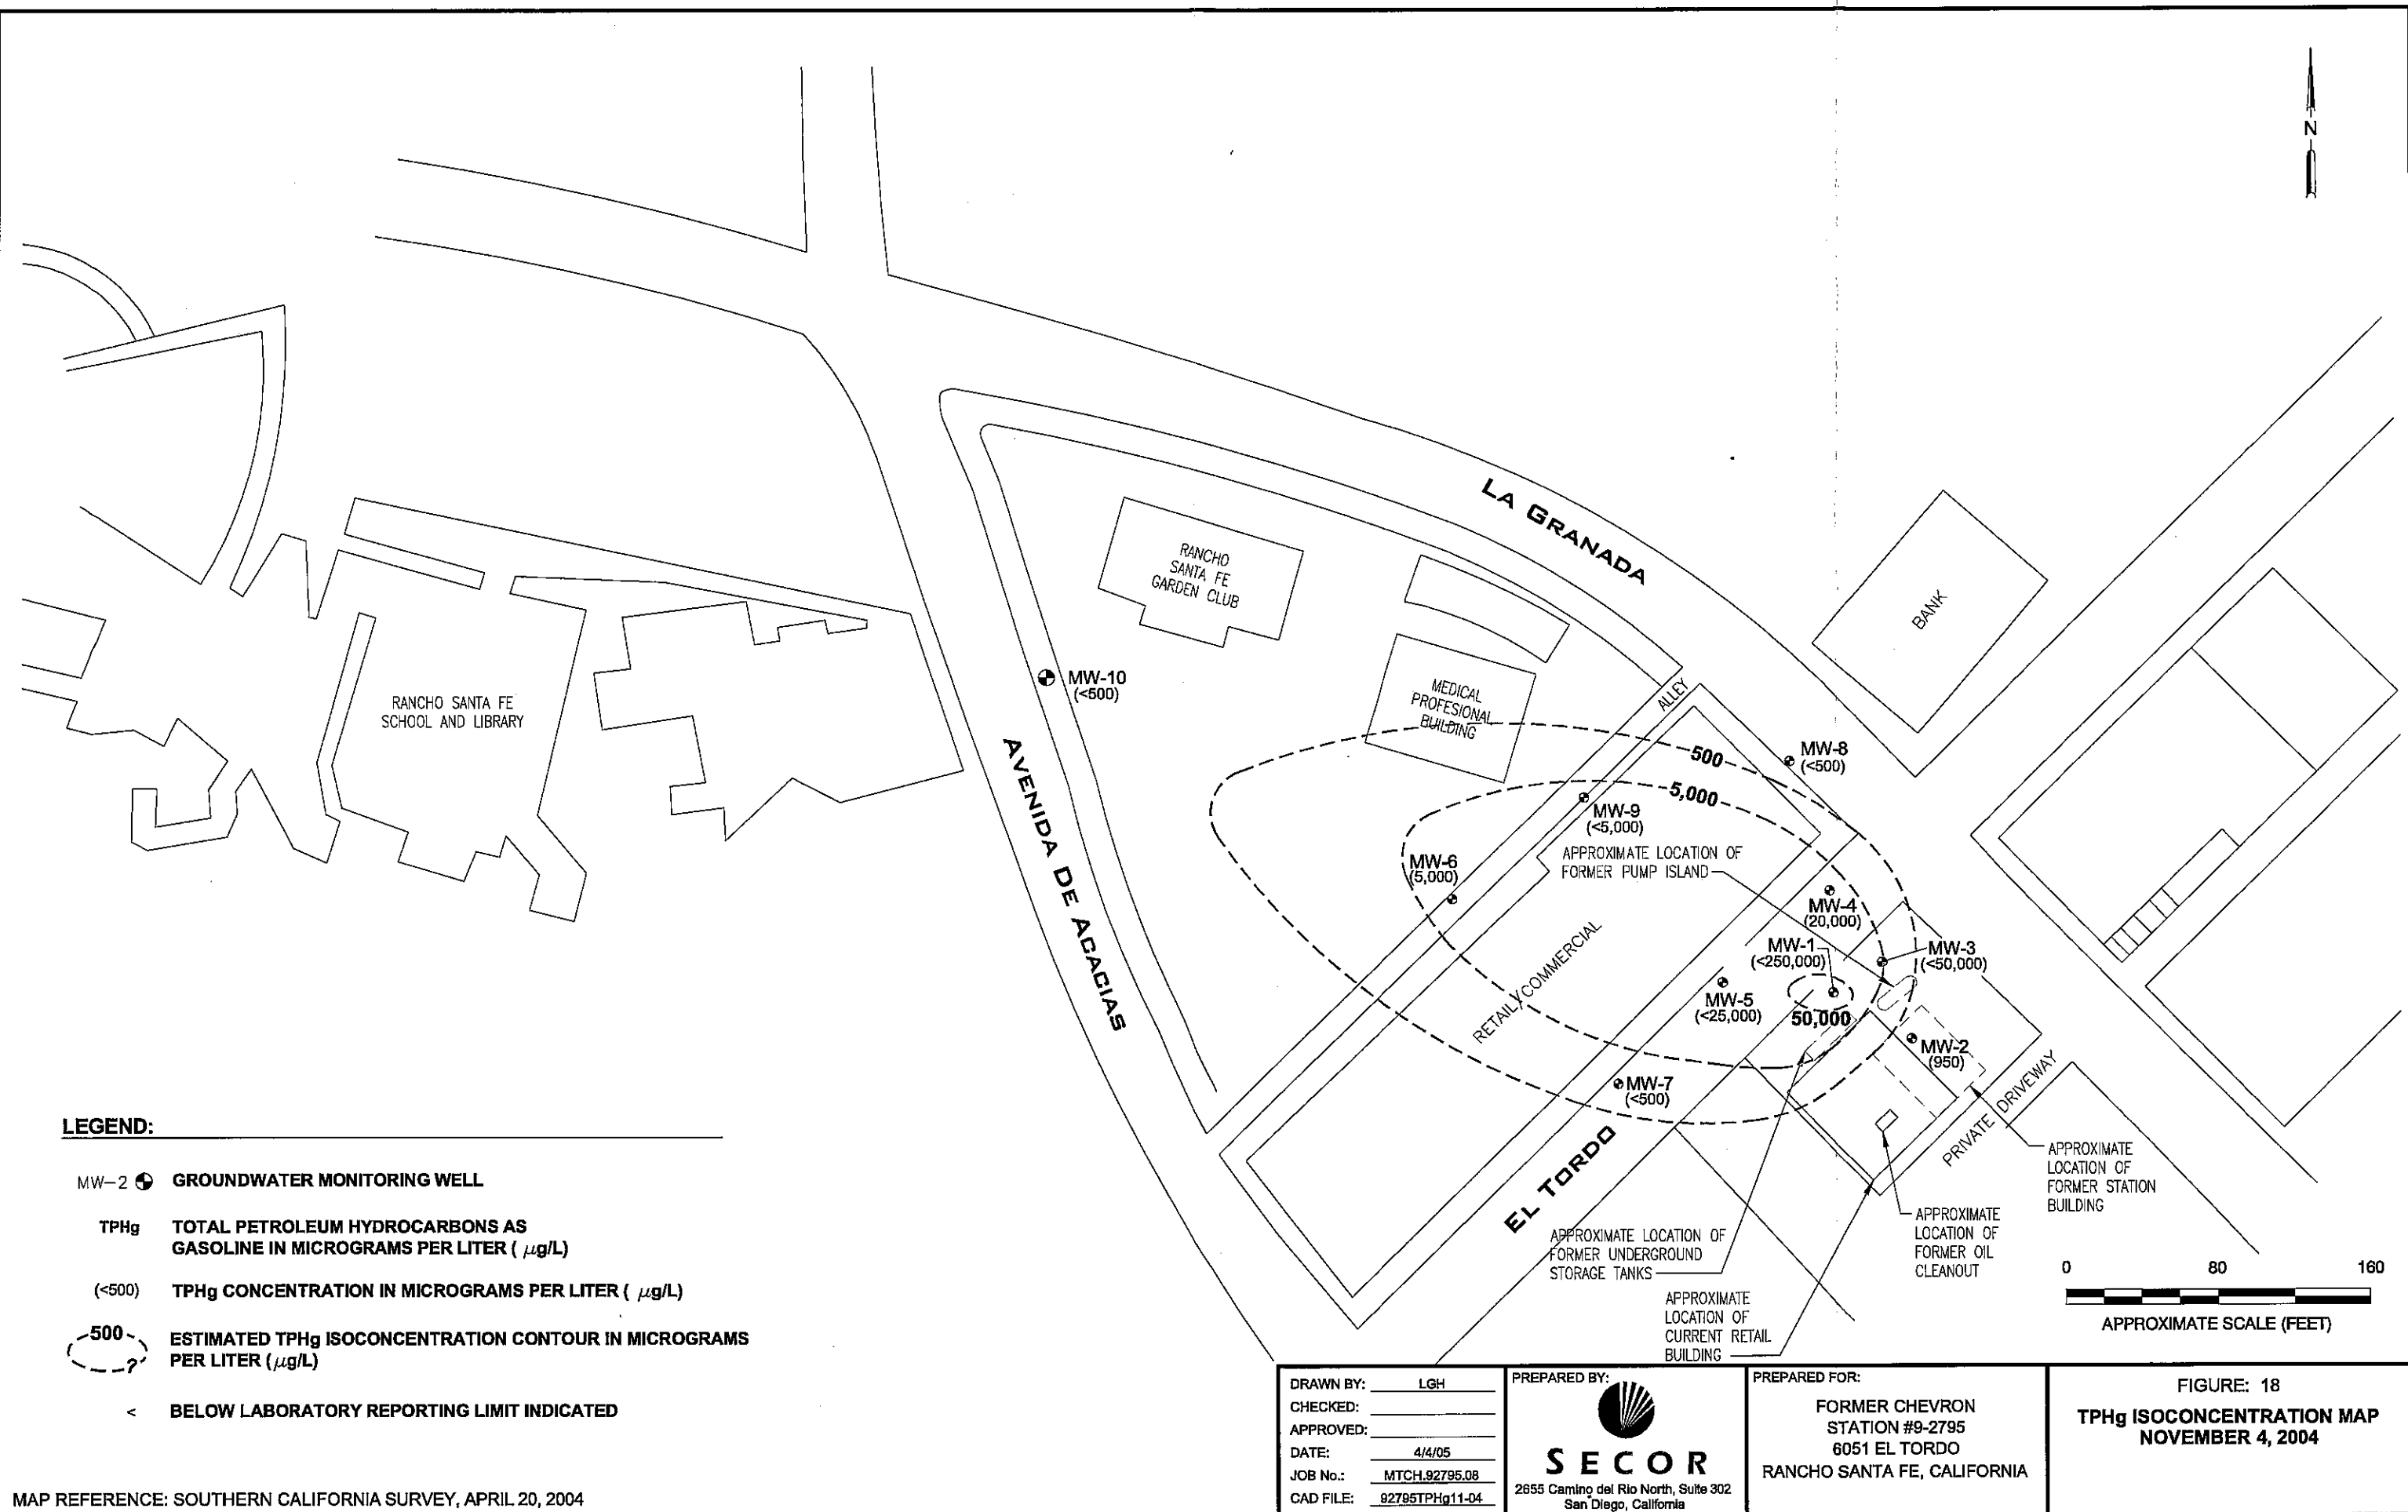 N
LA GRANADA
BANK
RANCHO
SANTA FE
GARDEN CLUB
MW-10
(<500)
RANCHO SANTA FE
SCHOOL AND LIBRARY
MEDICAL
PROFESIONAL
BUILDING
ALLEY
AVENIDA DE ACACIAS
500
5,000
MW-8
(<500)
MW-9
(<5,000)
APPROXIMATE LOCATION OF
FORMER PUMP ISLAND
MW-6
(5,000)
MW-4
(20,000)
MW-1
(<250,000)
MW-3
(<50,000)
MW-5
(<25,000)
50,000
MW-2
(950)
RETAIL/COMMERCIAL
MW-7
(<500)
EL TORDO
PRIVATE DRIVEWAY
APPROXIMATE
LOCATION OF
FORMER STATION
BUILDING
APPROXIMATE
LOCATION OF
FORMER OIL
CLEANOUT
APPROXIMATE LOCATION OF
FORMER UNDERGROUND
STORAGE TANKS
APPROXIMATE
LOCATION OF
CURRENT RETAIL
BUILDING
0 80 160
APPROXIMATE SCALE (FEET)
LEGEND:
MW-2 GROUNDWATER MONITORING WELL
TPHg TOTAL PETROLEUM HYDROCARBONS AS
GASOLINE IN MICROGRAMS PER LITER ( µg/L)
(<500) TPHg CONCENTRATION IN MICROGRAMS PER LITER ( µg/L)
500 ? ESTIMATED TPHg ISOCONCENTRATION CONTOUR IN MICROGRAMS
PER LITER (µg/L)
< BELOW LABORATORY REPORTING LIMIT INDICATED
MAP REFERENCE: SOUTHERN CALIFORNIA SURVEY, APRIL 20, 2004
DRAWN BY: LGH
CHECKED:
APPROVED:
DATE: 4/4/05
JOB No.: MTCH.92795.08
CAD FILE: 92795TPHg11-04
PREPARED BY:
SECOR
2655 Camino del Rio North, Suite 302
San Diego, California
PREPARED FOR:
FORMER CHEVRON
STATION #9-2795
6051 EL TORDO
RANCHO SANTA FE, CALIFORNIA
FIGURE: 18
TPHg ISOCONCENTRATION MAP
NOVEMBER 4, 2004